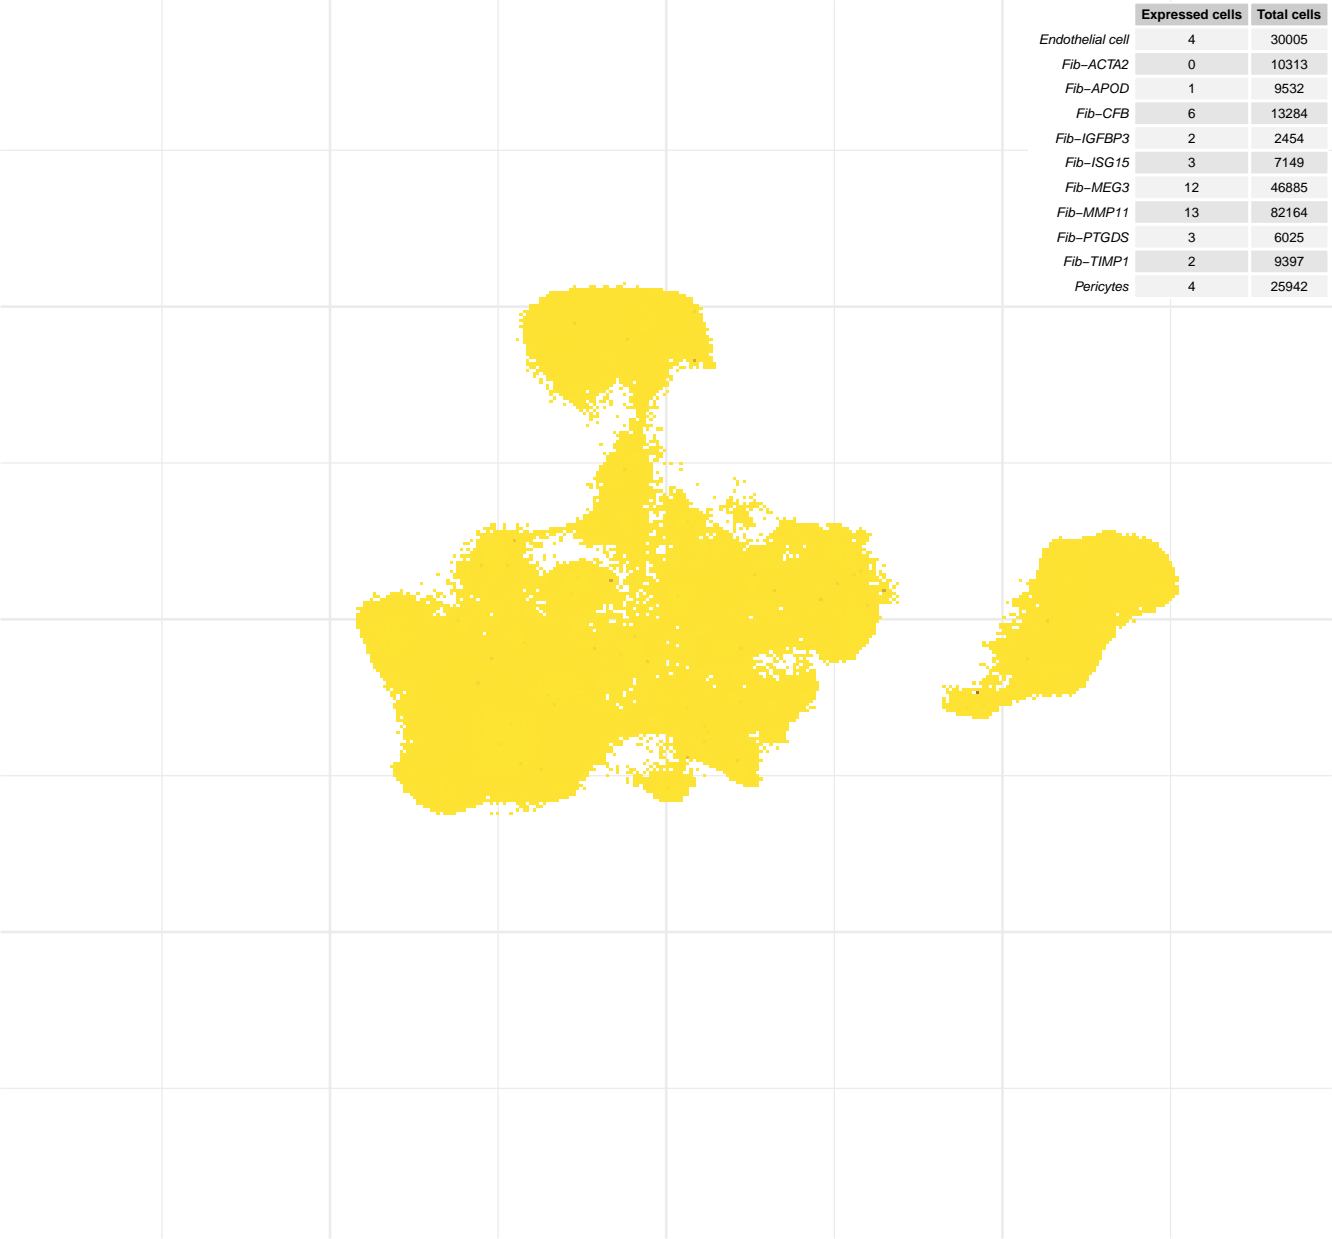 Expressed cells Total cells
Endothelial cell 4 30005
Fib−ACTA2 0 10313
Fib−APOD 1 9532
Fib−CFB 6 13284
Fib−IGFBP3 2 2454
Fib−ISG15 3 7149
Fib−MEG3 12 46885
Fib−MMP11 13 82164
Fib−PTGDS 3 6025
Fib−TIMP1 2 9397
Pericytes 4 25942